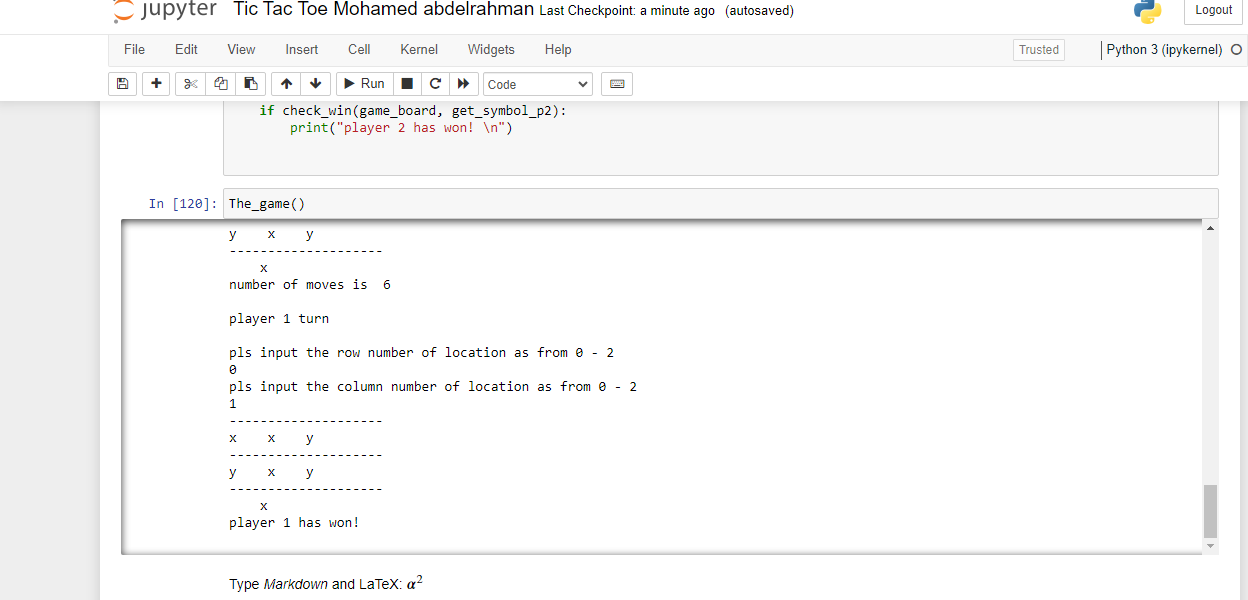 jupyter Tic Tac Toe Mohamed abdelrahman Last Checkpoint: a minute ago (autosaved) Logout
File Edit View Insert Cell Kernel Widgets Help Trusted Python 3 (ipykernel)
Run Code
if check_win(game_board, get_symbol_p2):
print("player 2 has won! \n")
In [120]: The_game()
y x y
--------------------
x
number of moves is 6
player 1 turn
pls input the row number of location as from 0 - 2
0
pls input the column number of location as from 0 - 2
1
--------------------
x x y
--------------------
y x y
--------------------
x
player 1 has won!
Type Markdown and LaTeX: α²